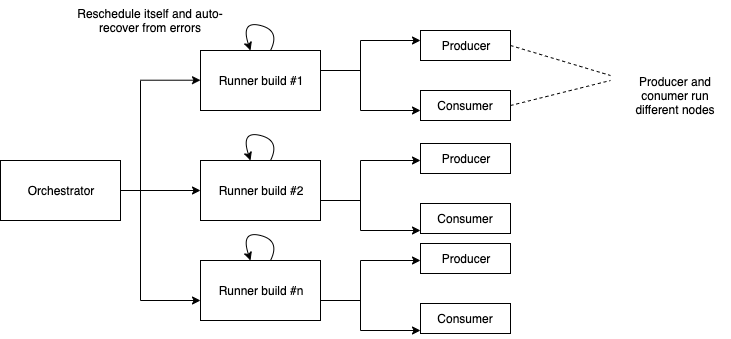 Reschedule itself and auto-
recover from errors
Producer
Runner build #1
Producer and
conumer run
different nodes
Consumer
Producer
Orchestrator
Runner build #2
Consumer
Producer
Runner build #n
Consumer